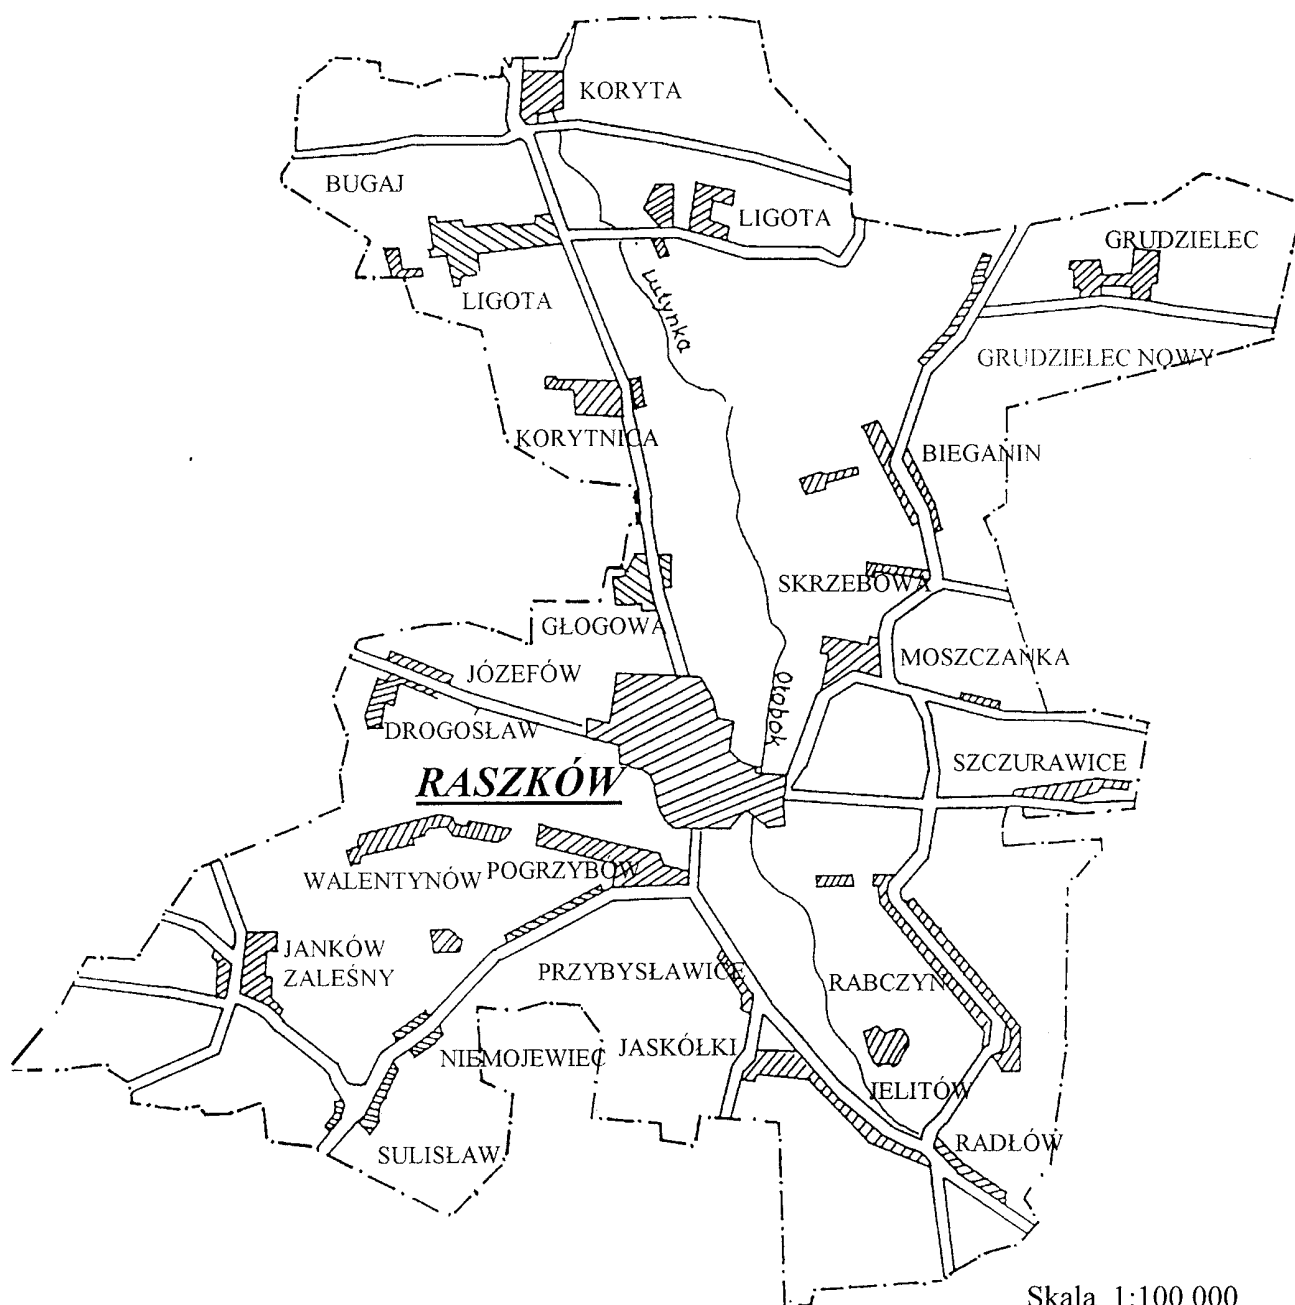 KORYTA
BUGAJ
LIGOTA
GRUDZIELEC
LIGOTA
Lutynka
GRUDZIELEC NOWY
KORYTNICA
BIEGANIN
SKRZEBOWA
GŁOGOWA
MOSZCZANKA
JÓZEFÓW
Ołobok
DROGOSŁAW
SZCZURAWICE
RASZKÓW
POGRZYBÓW
WALENTYNÓW
JANKÓW
ZALEŚNY
PRZYBYSŁAWICE
RABCZYN
NIEMOJEWIEC
JASKÓŁKI
JELITÓW
RADŁÓW
SULISŁAW
Skala 1:100 000